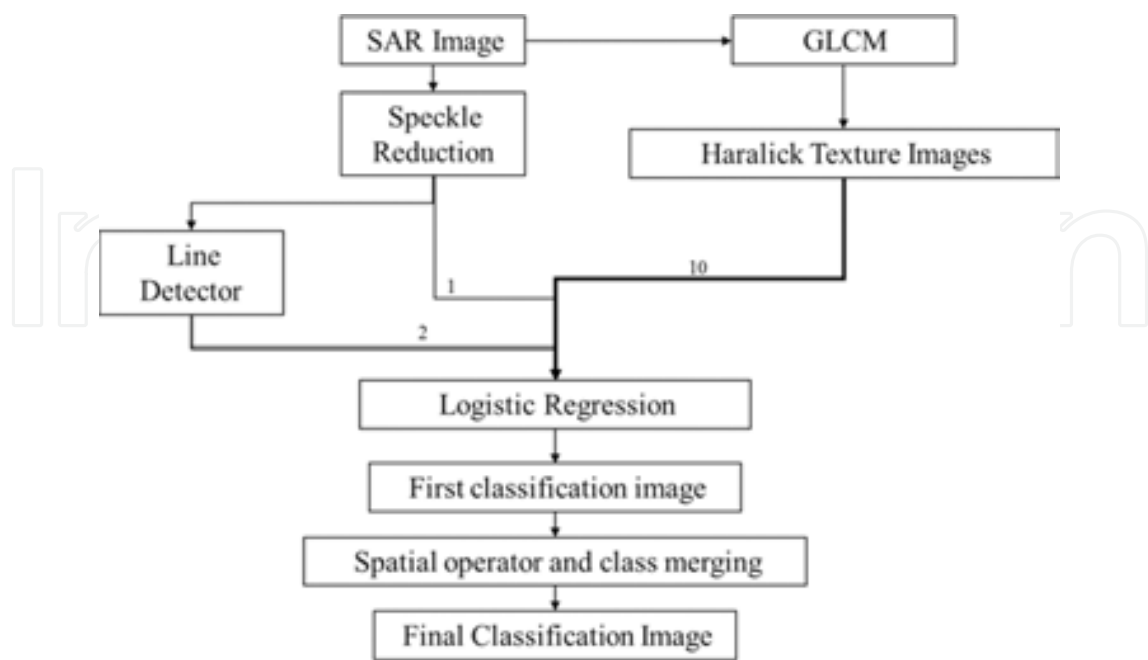 SAR Image
GLCM
Speckle
Reduction
Haralick Texture Images
Line
Detector
1
10
2
Logistic Regression
First classification image
Spatial operator and class merging
Final Classification Image